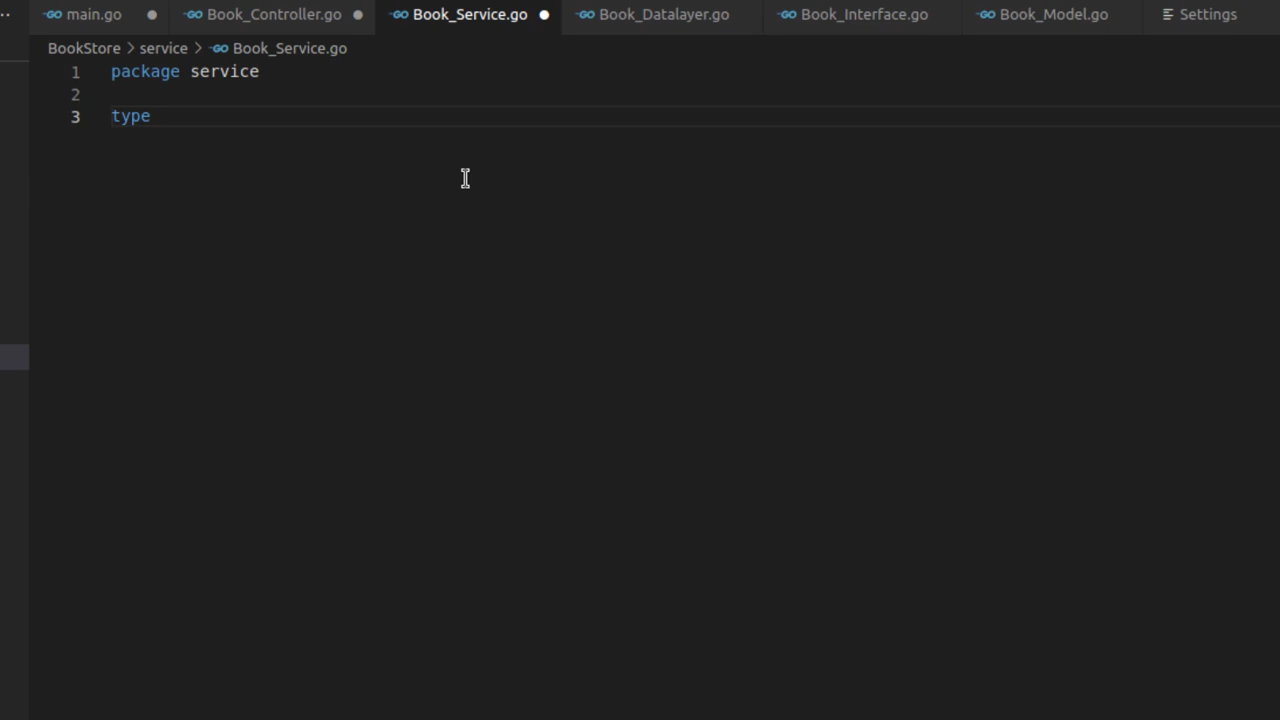 main.go Book_Controller.go Book_Service.go Book_Datalayer.go Book_Interface.go Book_Model.go Settings
BookStore > service > Book_Service.go
1 package service
2
3 type